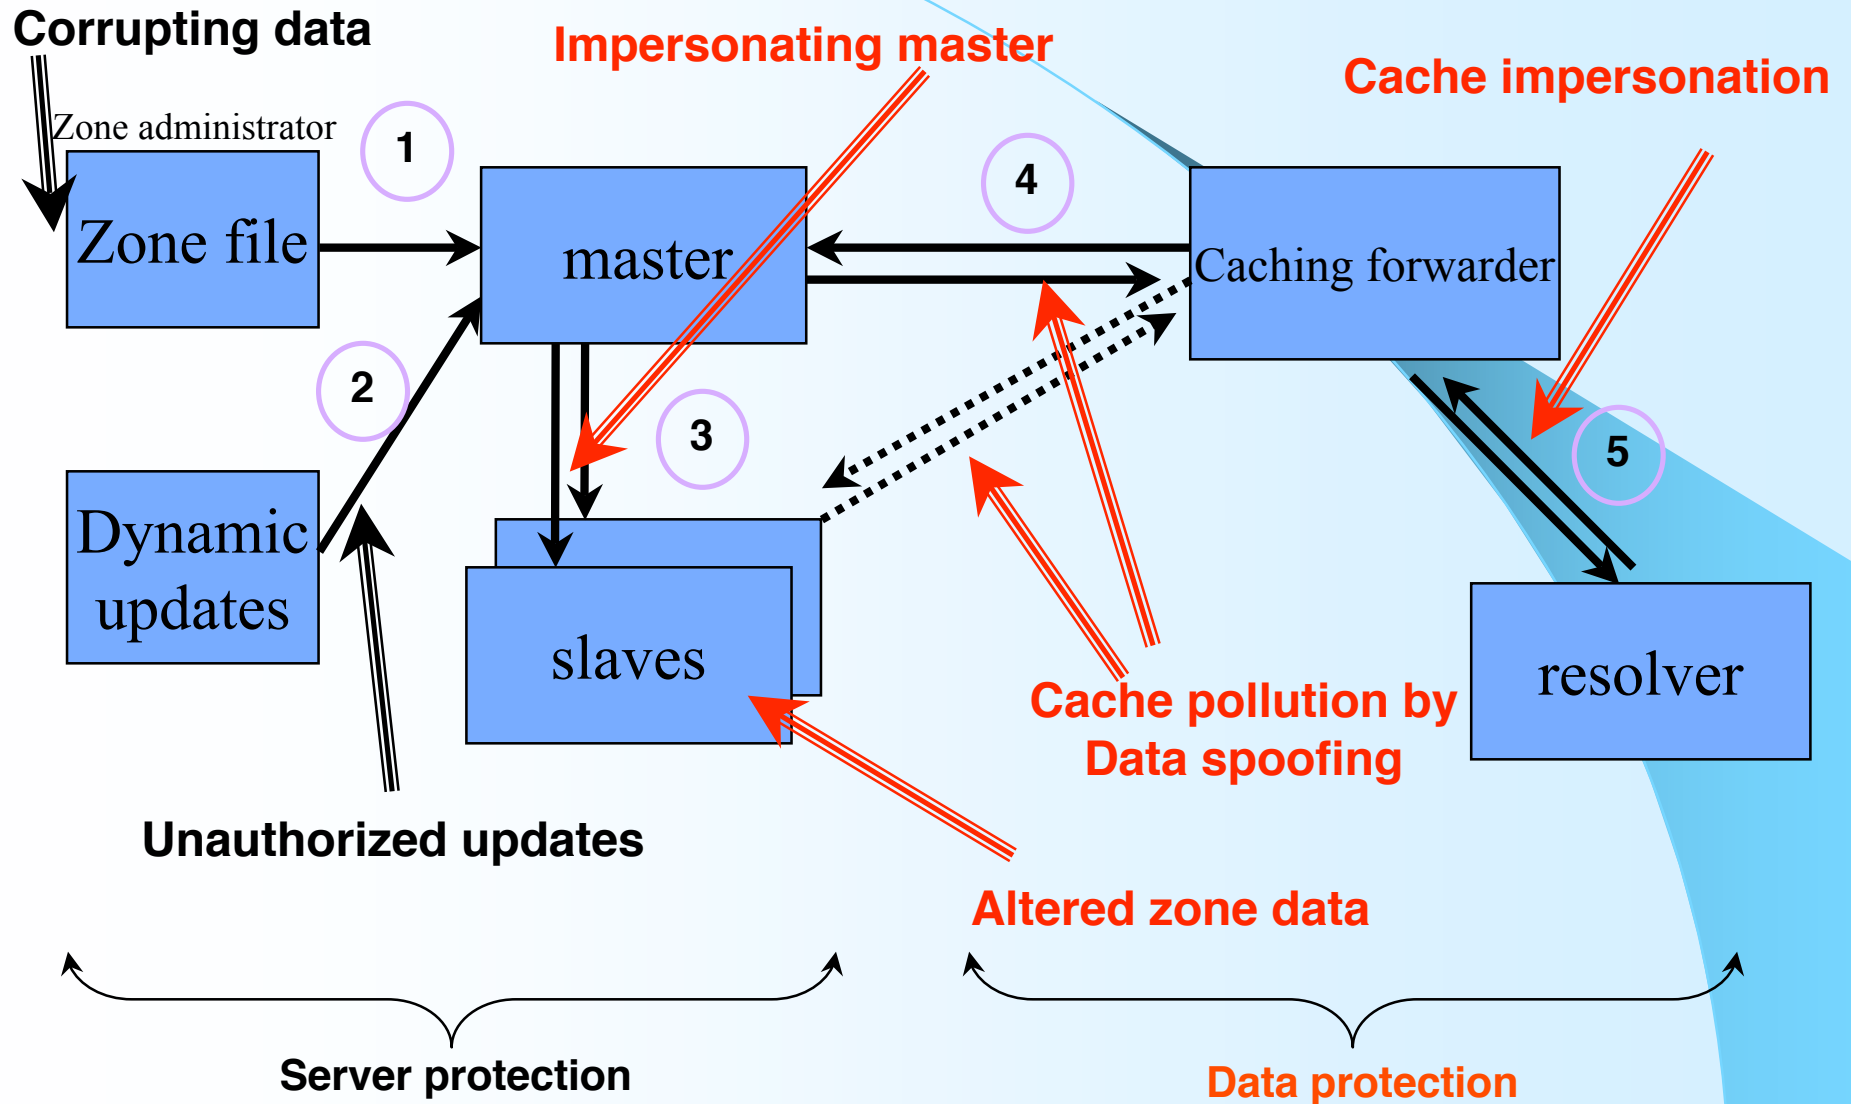 Corrupting data
Impersonating master
Cache impersonation
Zone administrator
1
4
Zone file
master
Caching forwarder
2
3
5
Dynamic
updates
slaves
resolver
Cache pollution by
Data spoofing
Unauthorized updates
Altered zone data
Server protection
Data protection